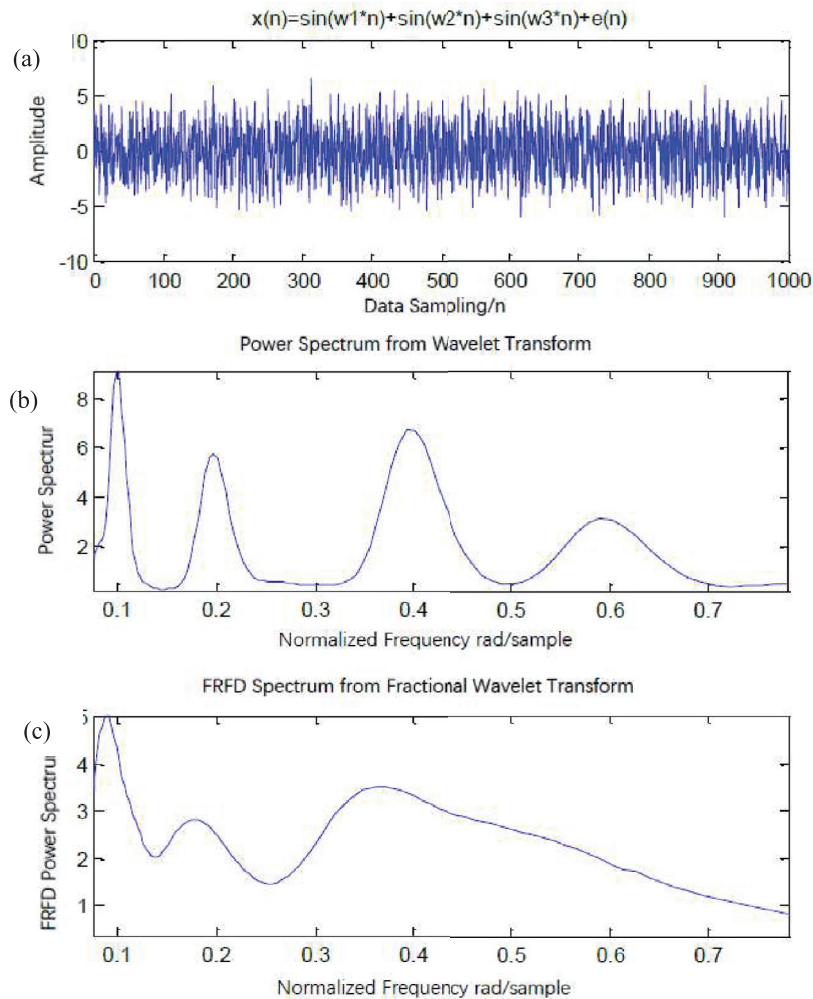 x(n)=sin(w1*n)+sin(w2*n)+sin(w3*n)+e(n)
(a)
10
5
0
-5
-10
Amplitude
0 100 200 300 400 500 600 700 800 900 1000
Data Sampling/n
Power Spectrum from Wavelet Transform
(b)
8
6
4
2
Power Spectrur
0.1 0.2 0.3 0.4 0.5 0.6 0.7
Normalized Frequency rad/sample
FRFD Spectrum from Fractional Wavelet Transform
(c)
5
4
3
2
1
FRFD Power Spectrur
0.1 0.2 0.3 0.4 0.5 0.6 0.7
Normalized Frequency rad/sample